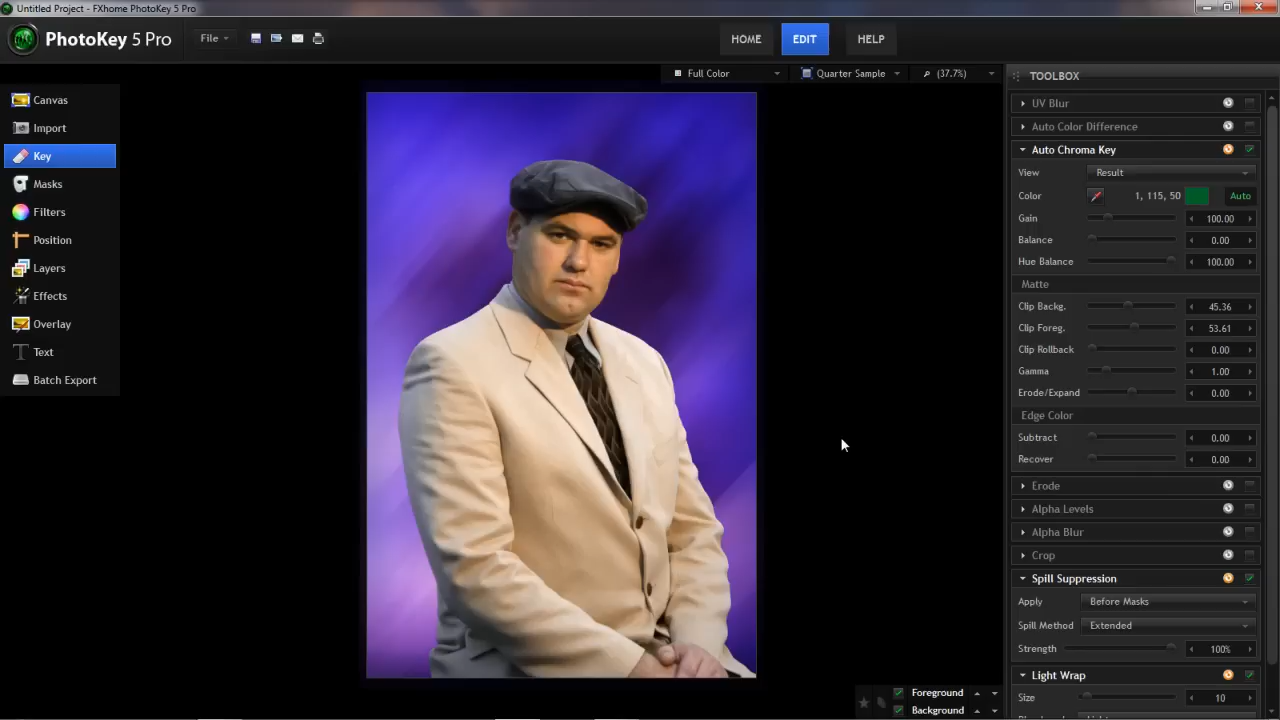 Untitled Project - FXhome PhotoKey 5 Pro
PhotoKey 5 Pro
File
HOME
EDIT
HELP
Full Color
Quarter Sample
(37.7%)
Canvas
Import
Key
Masks
Filters
Position
Layers
Effects
Overlay
Text
Batch Export
TOOLBOX
UV Blur
Auto Color Difference
Auto Chroma Key
View Result
Color 1, 115, 50 Auto
Gain 100.00
Balance 0.00
Hue Balance 100.00
Matte
Clip Backg. 45.36
Clip Foreg. 53.61
Clip Rollback 0.00
Gamma 1.00
Erode/Expand 0.00
Edge Color
Subtract 0.00
Recover 0.00
Erode
Alpha Levels
Alpha Blur
Crop
Spill Suppression
Apply Before Masks
Spill Method Extended
Strength 100%
Light Wrap
Size 10
Foreground
Background